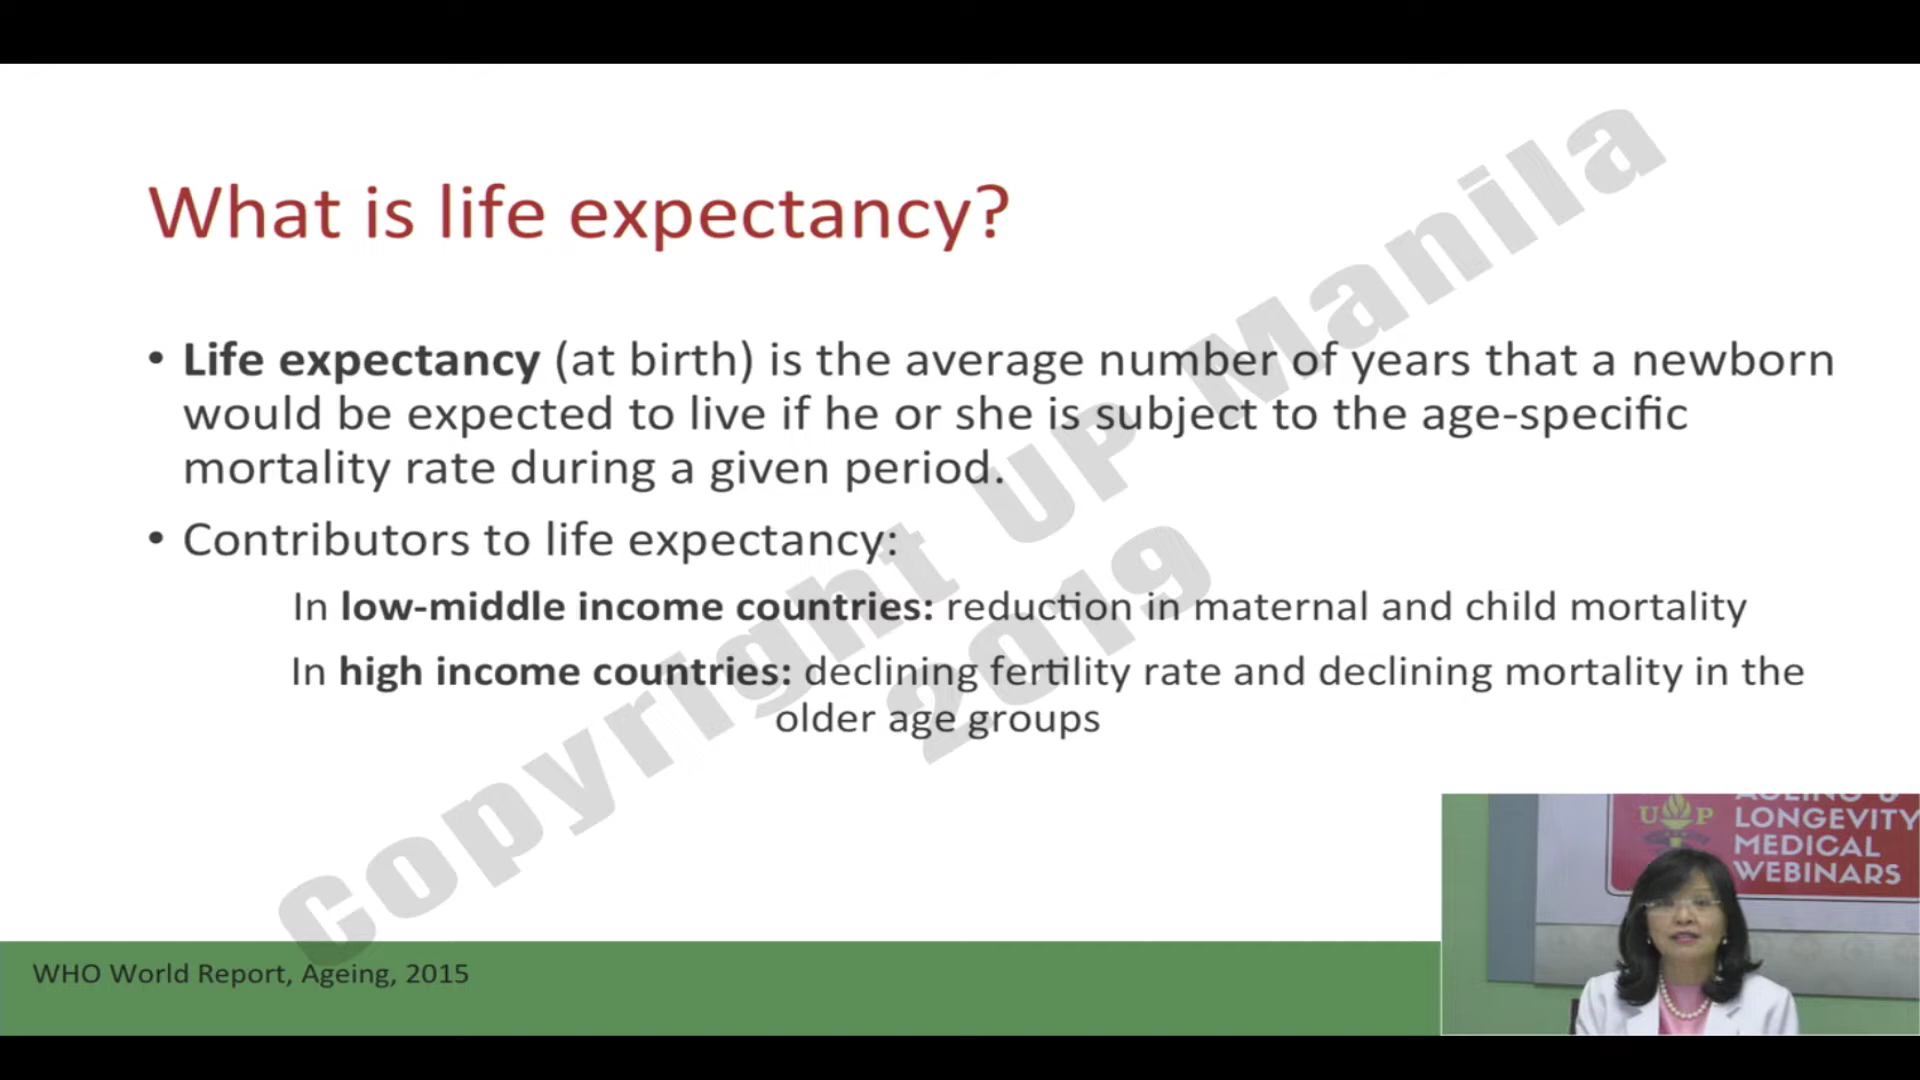 What is life expectancy?
• Life expectancy (at birth) is the average number of years that a newborn
would be expected to live if he or she is subject to the age-specific
mortality rate during a given period.
• Contributors to life expectancy:
In low-middle income countries: reduction in maternal and child mortality
In high income countries: declining fertility rate and declining mortality in the
older age groups
Copyright UP Manila
2019
WHO World Report, Ageing, 2015
UP
AGEING &
LONGEVITY
MEDICAL
WEBINARS